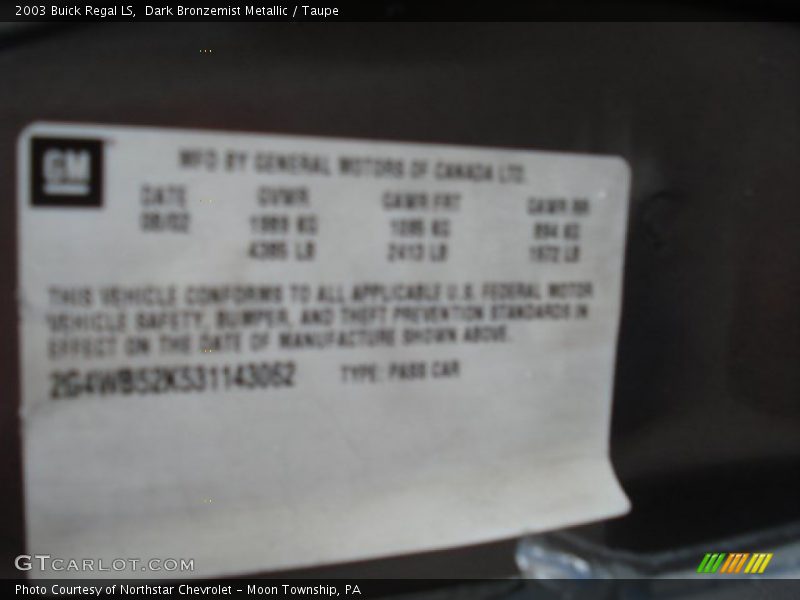 2003 Buick Regal LS,  Dark Bronzemist Metallic / Taupe
GM
MFD BY GENERAL MOTORS OF CANADA LTD.
DATE GVWR GAWR FRT GAWR RR
08/02 1989 KG 1095 KG 894 KG
4385 LB 2413 LB 1972 LB
THIS VEHICLE CONFORMS TO ALL APPLICABLE U.S. FEDERAL MOTOR
VEHICLE SAFETY, BUMPER, AND THEFT PREVENTION STANDARDS IN
EFFECT ON THE DATE OF MANUFACTURE SHOWN ABOVE.
2G4WB52K531143062 TYPE: PASS CAR
GTCARLOT.COM
Photo Courtesy of Northstar Chevrolet - Moon Township, PA